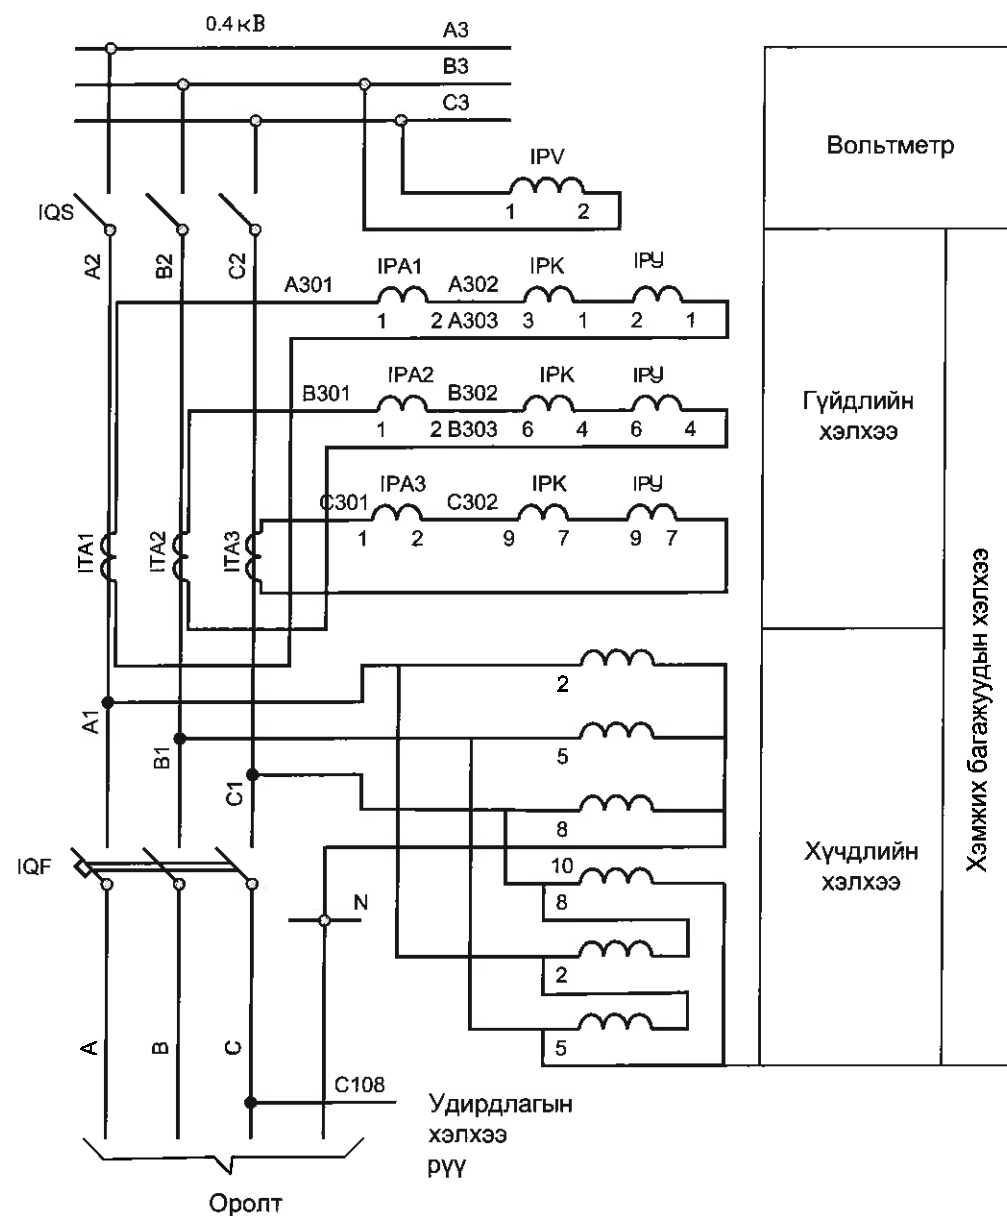 0.4 кВ
A3
B3
C3
IPV
1 2
Вольтметр
IQS
A2
B2
C2
A301
IPA1
A302
IPK
IPУ
1 2 A303 3 1 2 1
B301
IPA2
B302
IPK
IPУ
1 2 B303 6 4 6 4
Гүйдлийн
хэлхээ
C301
IPA3
C302
IPK
IPУ
1 2 9 7 9 7
ITA1
ITA2
ITA3
Хэмжих багажуудын хэлхээ
2
A1
5
B1
8
C1
Хүчдлийн
хэлхээ
IQF
10
8
N
2
5
A
B
C
C108
Удирдлагын
хэлхээ
рүү
Оролт